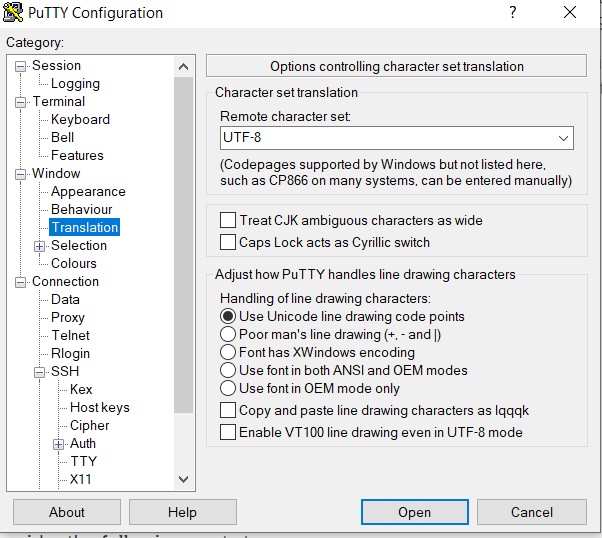 PuTTY Configuration
?
Category:
Session
Logging
Terminal
Keyboard
Bell
Features
Window
Appearance
Behaviour
Translation
Selection
Colours
Connection
Data
Proxy
Telnet
Rlogin
SSH
Kex
Host keys
Cipher
Auth
TTY
X11
Options controlling character set translation
Character set translation
Remote character set:
UTF-8
(Codepages supported by Windows but not listed here,
such as CP866 on many systems, can be entered manually)
Treat CJK ambiguous characters as wide
Caps Lock acts as Cyrillic switch
Adjust how PuTTY handles line drawing characters
Handling of line drawing characters:
Use Unicode line drawing code points
Poor man's line drawing (+, - and |)
Font has XWindows encoding
Use font in both ANSI and OEM modes
Use font in OEM mode only
Copy and paste line drawing characters as lqqqk
Enable VT100 line drawing even in UTF-8 mode
About
Help
Open
Cancel